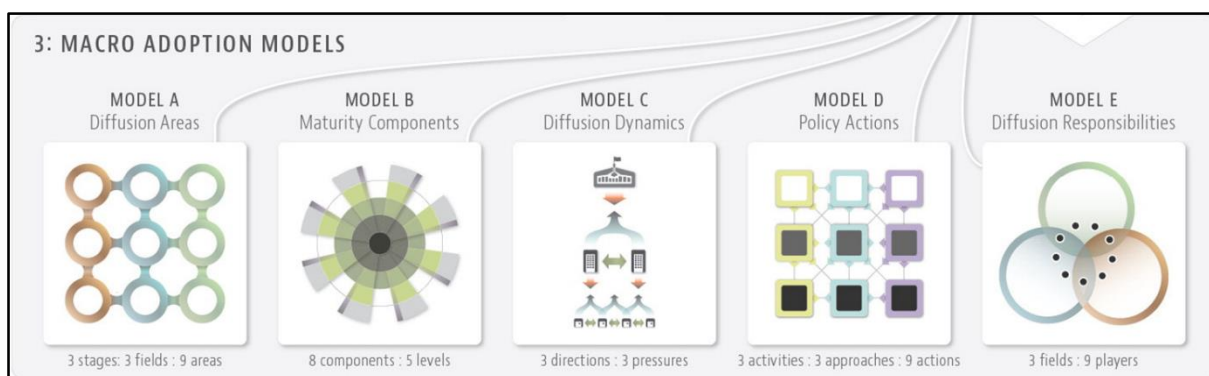 3: MACRO ADOPTION MODELS
MODEL A
Diffusion Areas
3 stages: 3 fields : 9 areas
MODEL B
Maturity Components
8 components : 5 levels
MODEL C
Diffusion Dynamics
3 directions : 3 pressures
MODEL D
Policy Actions
3 activities : 3 approaches : 9 actions
MODEL E
Diffusion Responsibilities
3 fields : 9 players